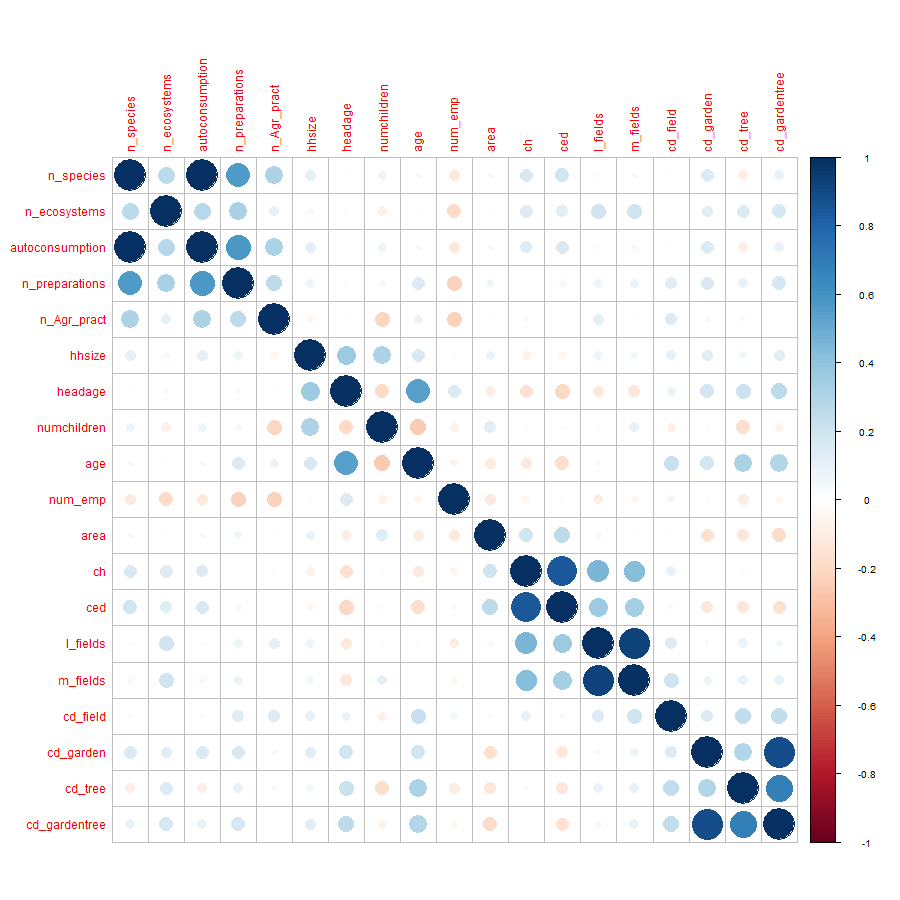 n_species
n_ecosystems
autoconsumption
n_preparations
n_Agr_pract
hhsize
headage
numchildren
age
num_emp
area
ch
ced
l_fields
m_fields
cd_field
cd_garden
cd_tree
cd_gardentree
n_species
n_ecosystems
autoconsumption
n_preparations
n_Agr_pract
hhsize
headage
numchildren
age
num_emp
area
ch
ced
l_fields
m_fields
cd_field
cd_garden
cd_tree
cd_gardentree
1
0.8
0.6
0.4
0.2
0
-0.2
-0.4
-0.6
-0.8
-1